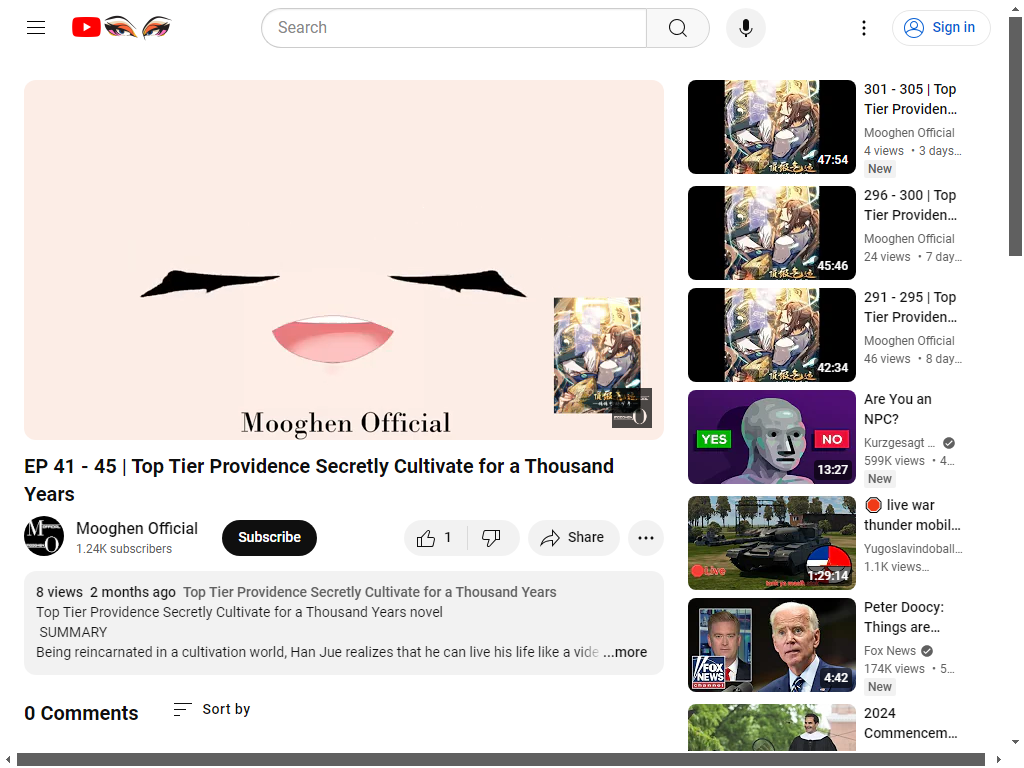 Search
Sign in
Mooghen Official
EP 41 - 45 | Top Tier Providence Secretly Cultivate for a Thousand
Years
Mooghen Official
1.24K subscribers
Subscribe
1
Share
8 views 2 months ago Top Tier Providence Secretly Cultivate for a Thousand Years
Top Tier Providence Secretly Cultivate for a Thousand Years novel
SUMMARY
Being reincarnated in a cultivation world, Han Jue realizes that he can live his life like a vide ...more
0 Comments
Sort by
47:54
301 - 305 | Top
Tier Providen...
Mooghen Official
4 views • 3 days...
New
45:46
296 - 300 | Top
Tier Providen...
Mooghen Official
24 views • 7 day...
42:34
291 - 295 | Top
Tier Providen...
Mooghen Official
46 views • 8 day...
YES
NO
13:27
Are You an
NPC?
Kurzgesagt ...
599K views • 4...
New
Live
1:29:14
live war
thunder mobil...
Yugoslavindoball...
1.1K views...
FOX
NEWS
channel
4:42
Peter Doocy:
Things are...
Fox News
174K views • 5...
New
2024
Commencem...